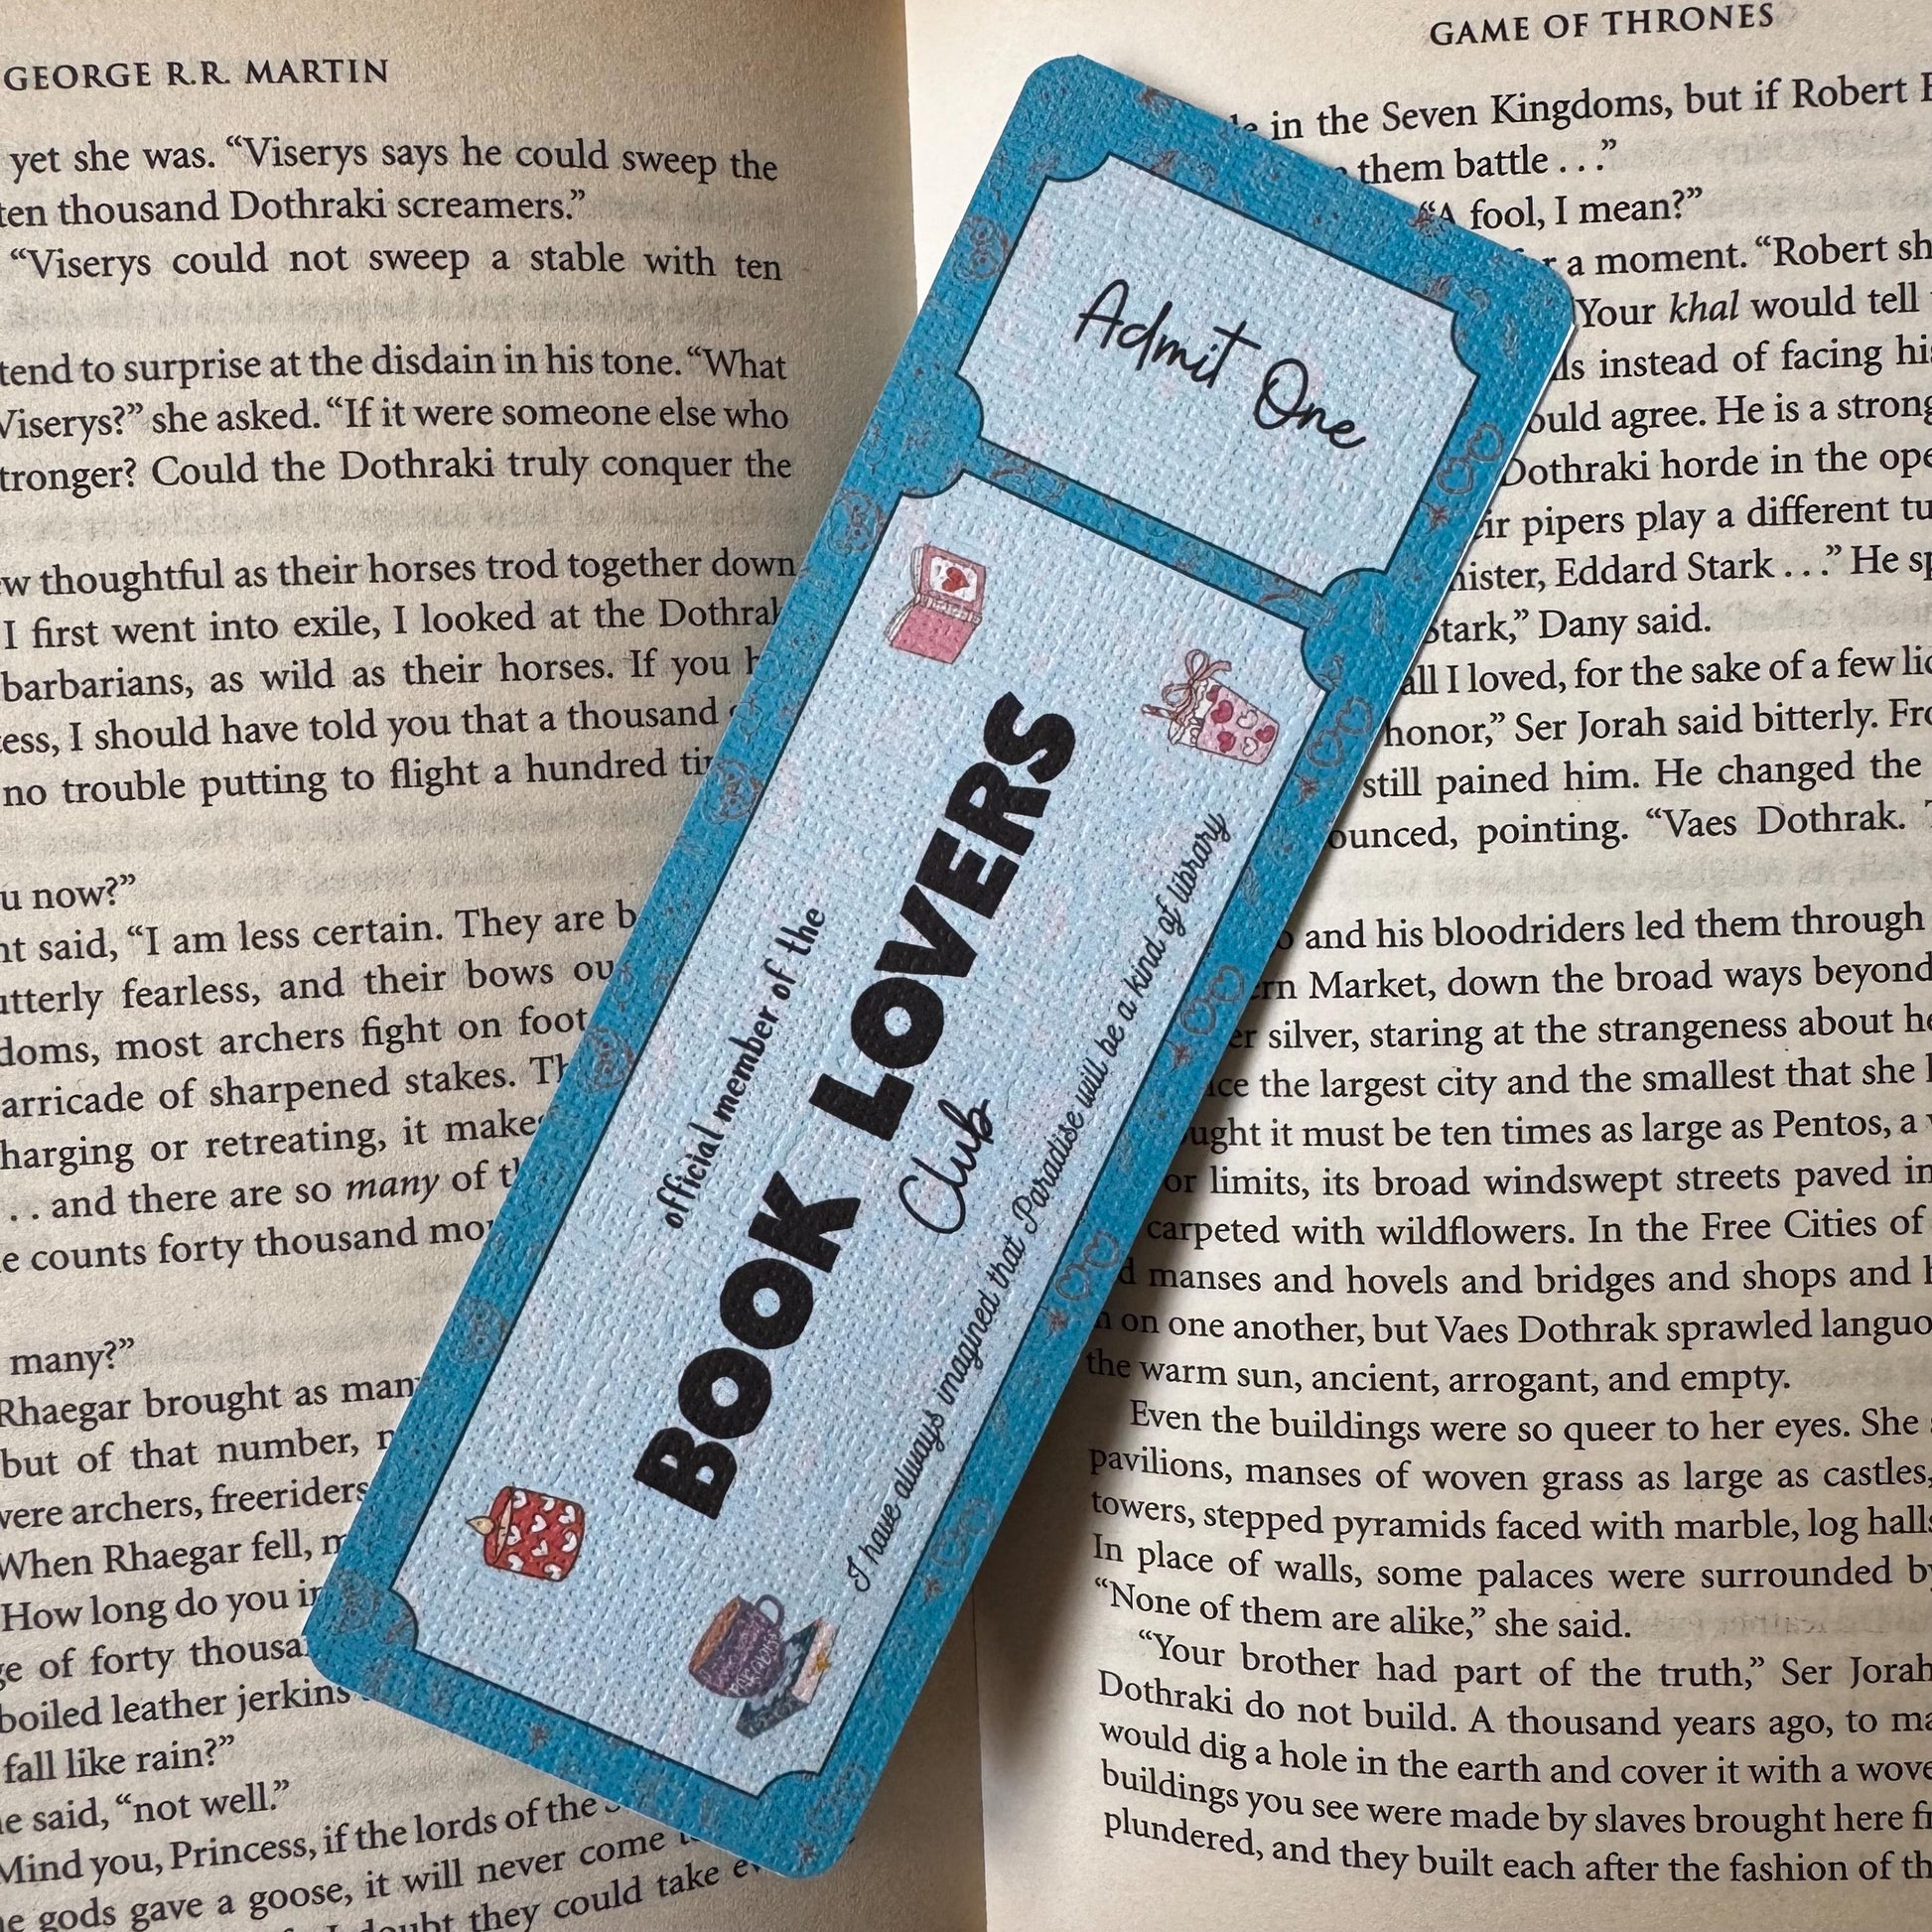 GEORGE R.R. MARTIN
yet she was. “Viserys says he could sweep the
ten thousand Dothraki screamers.”
“Viserys could not sweep a stable with ten
tend to surprise at the disdain in his tone. “What
Viserys?” she asked. “If it were someone else who
tronger? Could the Dothraki truly conquer the
w thoughtful as their horses trod together down
I first went into exile, I looked at the Dothrak
barbarians, as wild as their horses. If you h
ess, I should have told you that a thousand
no trouble putting to flight a hundred tim
u now?”
nt said, “I am less certain. They are b
utterly fearless, and their bows ou
doms, most archers fight on foot
arricade of sharpened stakes. Th
harging or retreating, it makes
. . and there are so many of th
e counts forty thousand mo
many?”
Rhaegar brought as man
but of that number, n
were archers, freeriders
When Rhaegar fell, m
How long do you in
ge of forty thousa
boiled leather jerkins
fall like rain?”
he said, “not well.”
Mind you, Princess, if the lords of the S
e gods gave a goose, it will never come
doubt they could take ev
Admit One
official member of the
BOOK LOVERS
Club
I have always imagined that Paradise will be a kind of library
GAME OF THRONES
in the Seven Kingdoms, but if Robert B
them battle . . .”
“A fool, I mean?”
r a moment. “Robert sh
Your khal would tell
ls instead of facing his
ould agree. He is a strong
Dothraki horde in the ope
ir pipers play a different tu
nister, Eddard Stark . . .” He sp
Stark,” Dany said.
all I loved, for the sake of a few lic
honor,” Ser Jorah said bitterly. Fro
still pained him. He changed the
ounced, pointing. “Vaes Dothrak. T
o and his bloodriders led them through
ern Market, down the broad ways beyond
er silver, staring at the strangeness about he
ce the largest city and the smallest that she h
ught it must be ten times as large as Pentos, a v
or limits, its broad windswept streets paved in
carpeted with wildflowers. In the Free Cities of
d manses and hovels and bridges and shops and h
n on one another, but Vaes Dothrak sprawled languo
the warm sun, ancient, arrogant, and empty.
Even the buildings were so queer to her eyes. She
pavilions, manses of woven grass as large as castles,
towers, stepped pyramids faced with marble, log halls
In place of walls, some palaces were surrounded by
“None of them are alike,” she said.
“Your brother had part of the truth,” Ser Jorah
Dothraki do not build. A thousand years ago, to ma
would dig a hole in the earth and cover it with a wove
buildings you see were made by slaves brought here fr
plundered, and they built each after the fashion of th